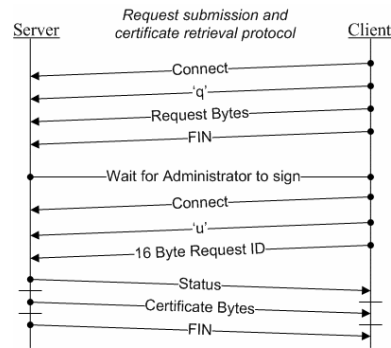 Request submission and
Server
certificate retrieval protocol
Client
Connect
'q'
Request Bytes
FIN
Wait for Administrator to sign
Connect
'u'
16 Byte Request ID
Status
Certificate Bytes
FIN